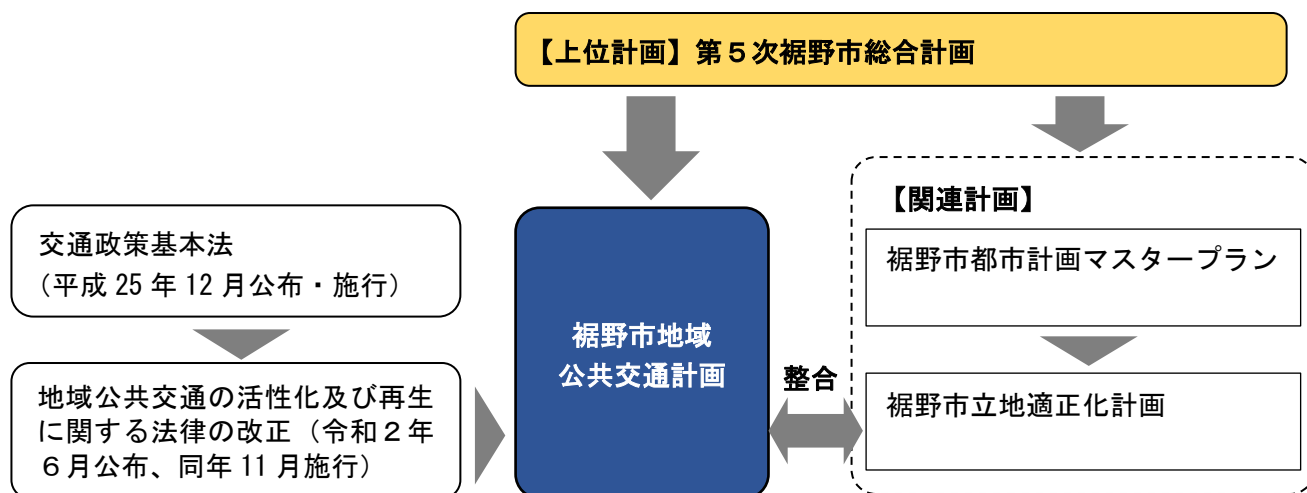 【上位計画】第５次裾野市総合計画
交通政策基本法
（平成 25 年 12 月公布・施行）
地域公共交通の活性化及び再生
に関する法律の改正（令和２年
６月公布、同年 11 月施行）
裾野市地域
公共交通計画
整合
【関連計画】
裾野市都市計画マスタープラン
裾野市立地適正化計画